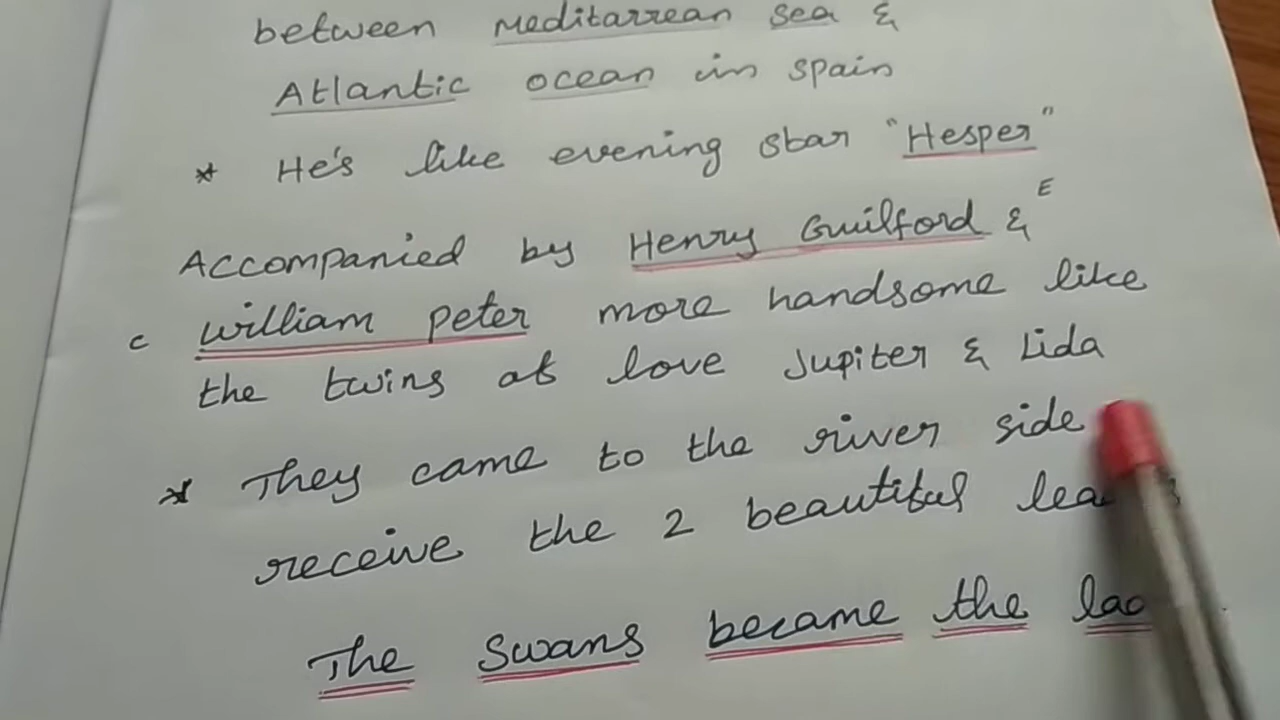 between Meditarrean sea &
Atlantic ocean in spain
* He's like evening star "Hesper"
E
Accompanied by Henry Guilford &
c William Peter more handsome like
the twins of love Jupiter & Lida
* They came to the river side
receive the 2 beautiful
The Swans became the